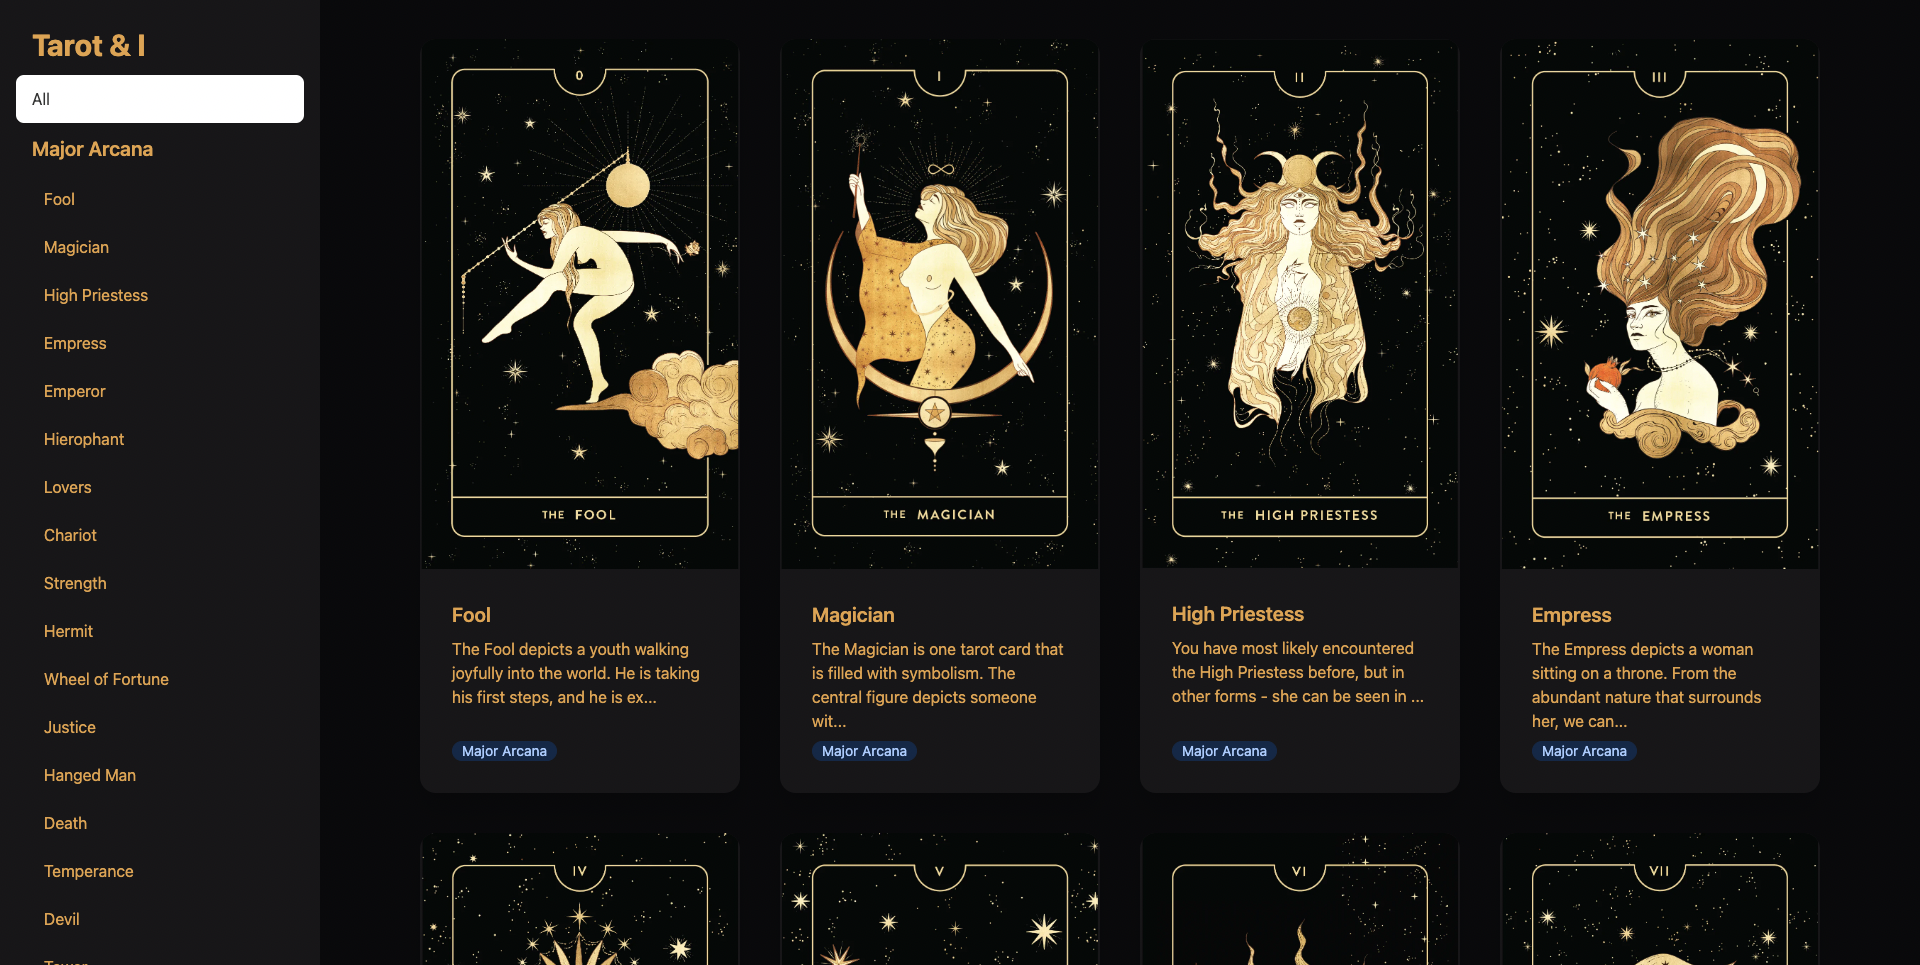 Tarot & I
All
Major Arcana
Fool
Magician
High Priestess
Empress
Emperor
Hierophant
Lovers
Chariot
Strength
Hermit
Wheel of Fortune
Justice
Hanged Man
Death
Temperance
Devil
Tower
0
THE FOOL
Fool
The Fool depicts a youth walking
joyfully into the world. He is taking
his first steps, and he is ex...
Major Arcana
I
THE MAGICIAN
Magician
The Magician is one tarot card that
is filled with symbolism. The
central figure depicts someone
wit...
Major Arcana
II
THE HIGH PRIESTESS
High Priestess
You have most likely encountered
the High Priestess before, but in
other forms - she can be seen in ...
Major Arcana
III
THE EMPRESS
Empress
The Empress depicts a woman
sitting on a throne. From the
abundant nature that surrounds
her, we can...
Major Arcana
IV
V
VI
VII